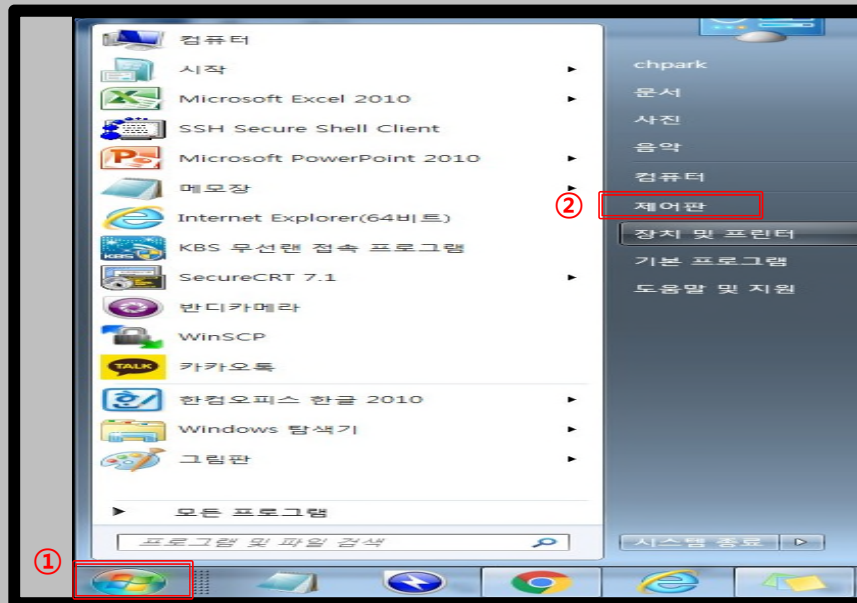 컴퓨터
시작
Microsoft Excel 2010
SSH Secure Shell Client
Microsoft PowerPoint 2010
메모장
Internet Explorer(64비트)
KBS 무선랜 접속 프로그램
SecureCRT 7.1
반디카메라
WinSCP
TALK 카카오톡
한컴오피스 한글 2010
Windows 탐색기
그림판
모든 프로그램
프로그램 및 파일 검색
chpark
문서
사진
음악
컴퓨터
② 제어판
장치 및 프린터
기본 프로그램
도움말 및 지원
시스템 종료
①